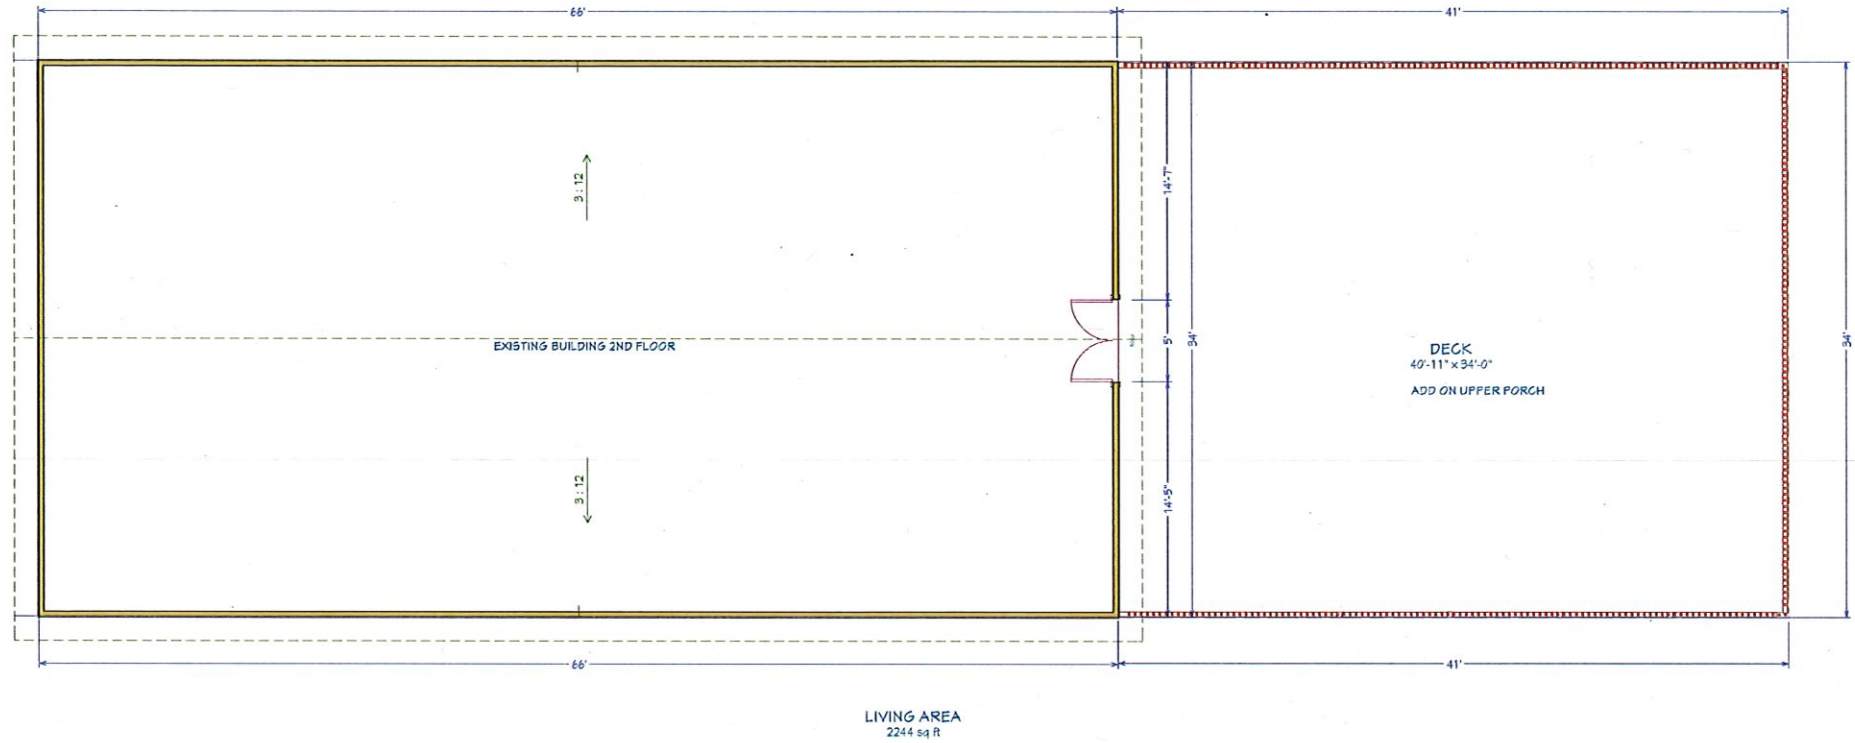 66'
41'
14'-7"
3 : 12
5'
34'
34'
EXISTING BUILDING 2ND FLOOR
DECK
40'-11" x 34'-0"
ADD ON UPPER PORCH
3 : 12
14'-5"
66'
41'
LIVING AREA
2244 sq ft